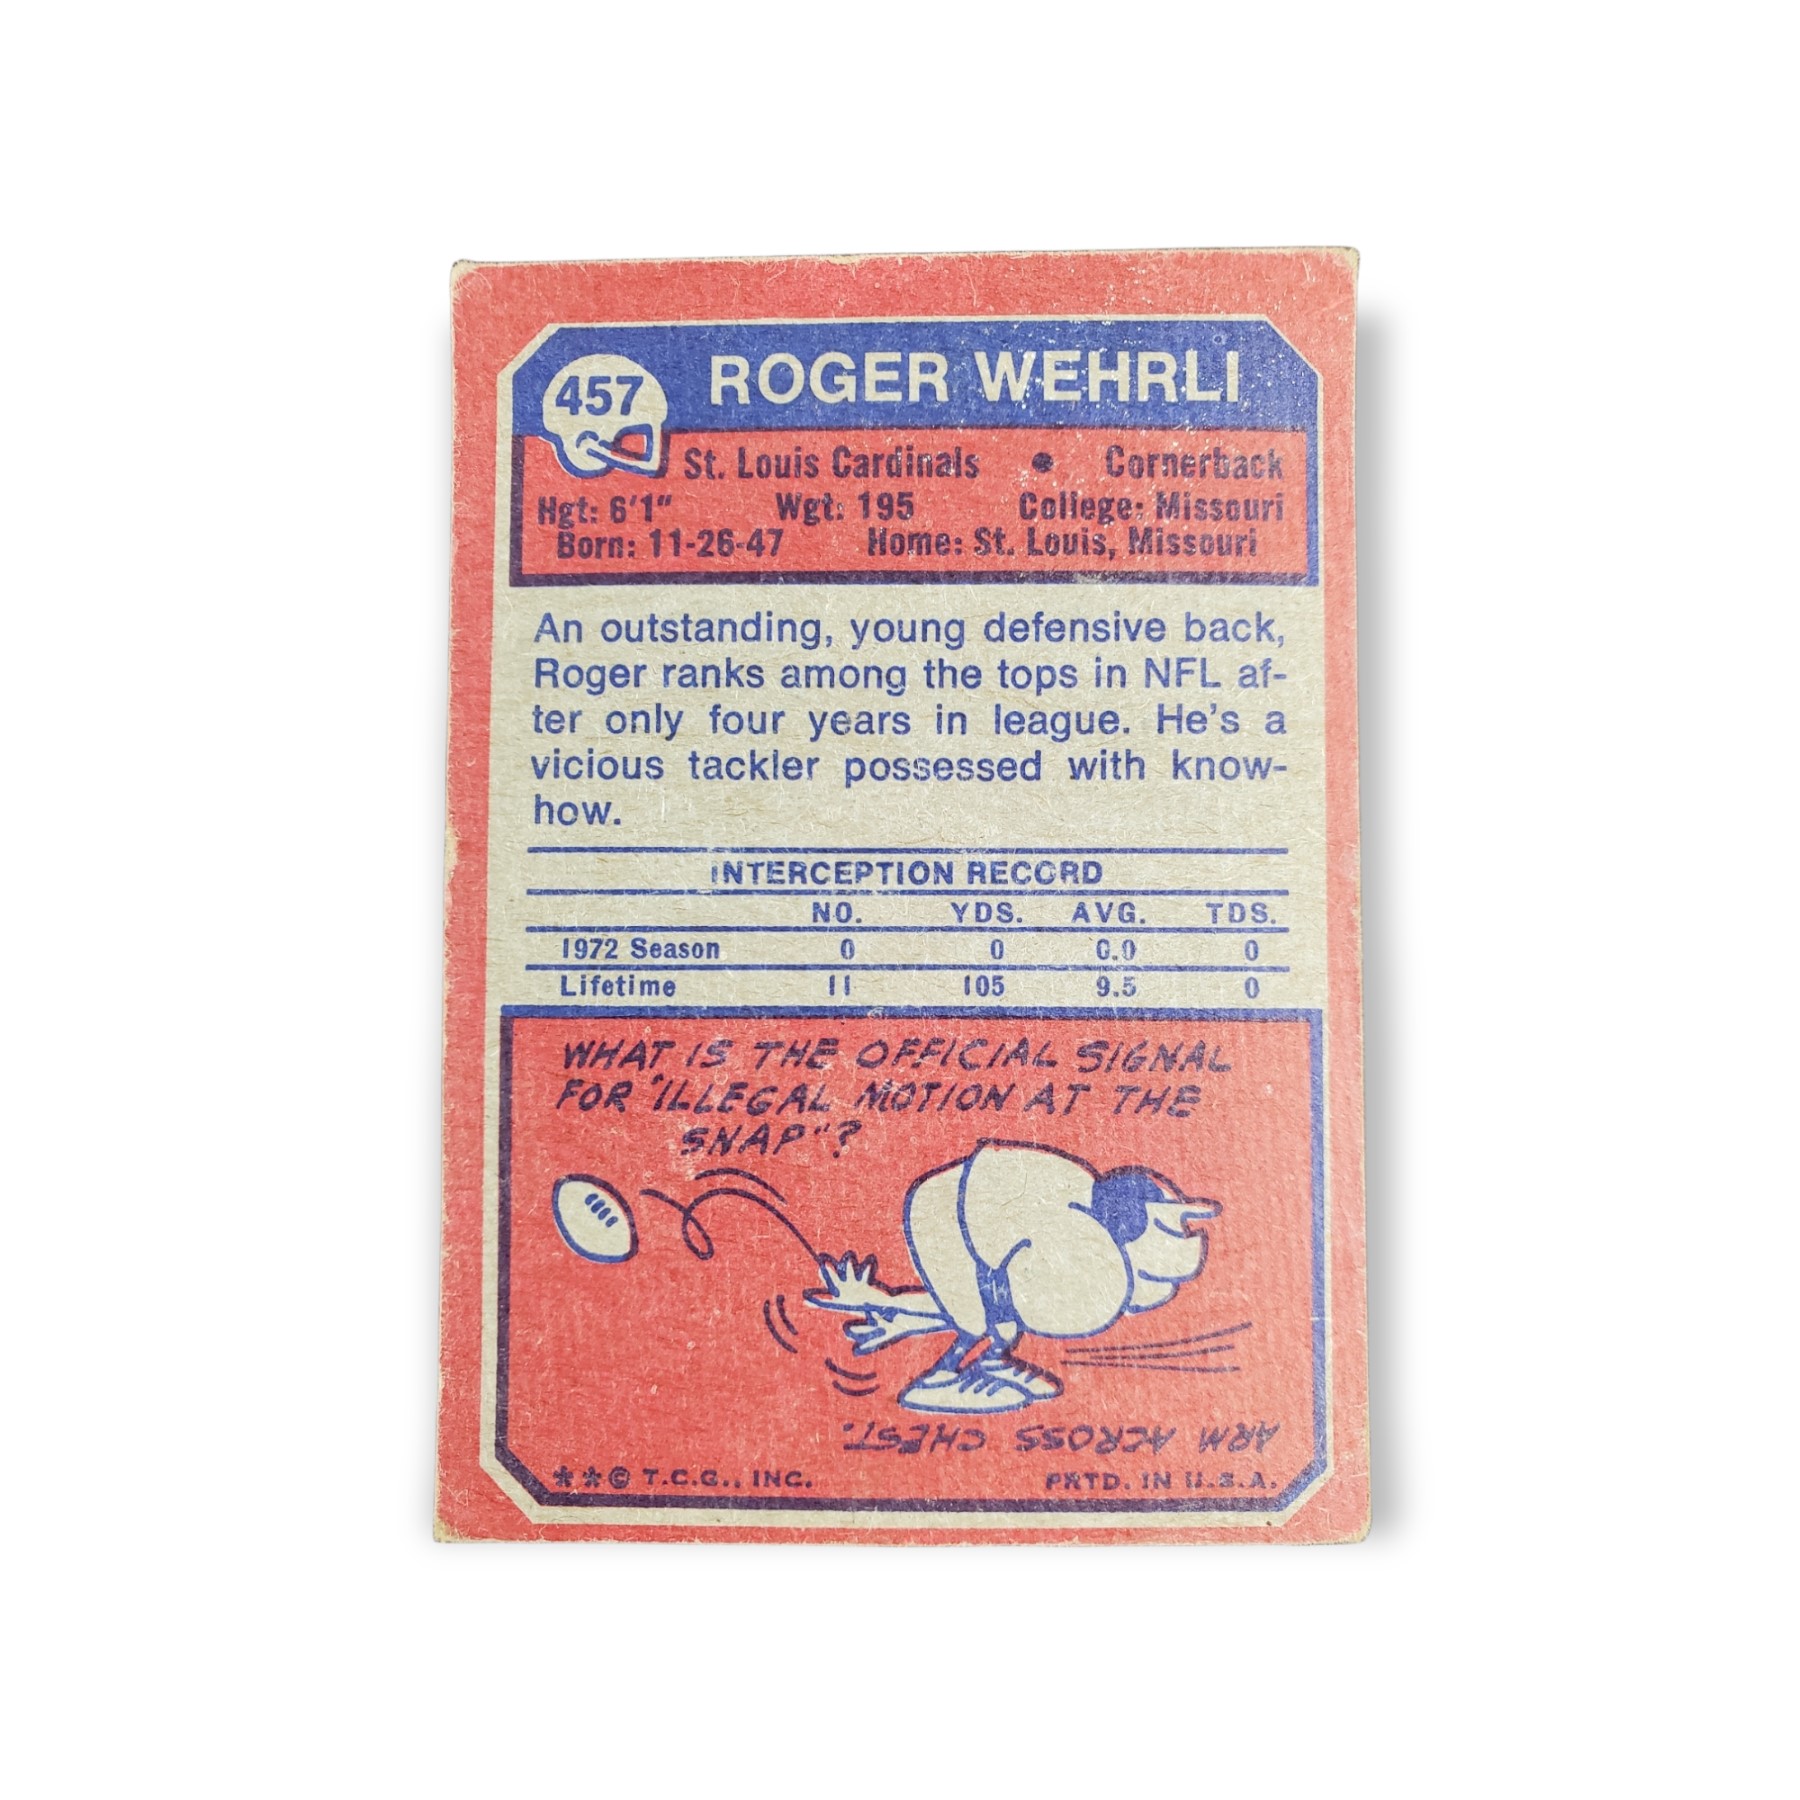 457
ROGER WEHRLI
St. Louis Cardinals • Cornerback
Hgt: 6'1" Wgt: 195 College: Missouri
Born: 11-26-47 Home: St. Louis, Missouri
An outstanding, young defensive back,
Roger ranks among the tops in NFL af-
ter only four years in league. He's a
vicious tackler possessed with know-
how.
INTERCEPTION RECORD
NO. YDS. AVG. TDS.
1972 Season 0 0 0.0 0
Lifetime 11 105 9.5 0
WHAT IS THE OFFICIAL SIGNAL
FOR "ILLEGAL MOTION AT THE
SNAP"?
ARM ACROSS CHEST.
* * © T.C.G., INC. PRTD. IN U.S.A.